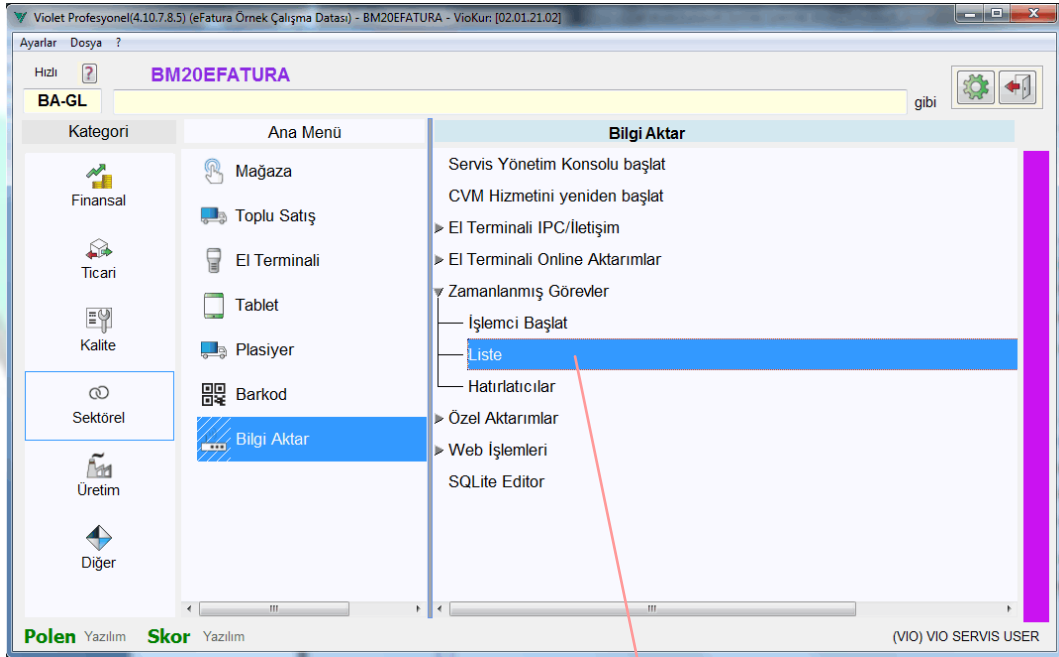 Violet Profesyonel(4.10.7.8.5) (eFatura Örnek Çalışma Datası) - BM20EFATURA - VioKur: [02.01.21.02]
Ayarlar Dosya ?
Hızlı ? BM20EFATURA
BA-GL gibi
Kategori
Finansal
Ticari
Kalite
Sektörel
Üretim
Diğer
Ana Menü
Mağaza
Toplu Satış
El Terminali
Tablet
Plasiyer
Barkod
Bilgi Aktar
Bilgi Aktar
Servis Yönetim Konsolu başlat
CVM Hizmetini yeniden başlat
El Terminali IPC/İletişim
El Terminali Online Aktarımlar
Zamanlanmış Görevler
İşlemci Başlat
Liste
Hatırlatıcılar
Özel Aktarımlar
Web İşlemleri
SQLite Editor
Polen Yazılım Skor Yazılım (VIO) VIO SERVIS USER